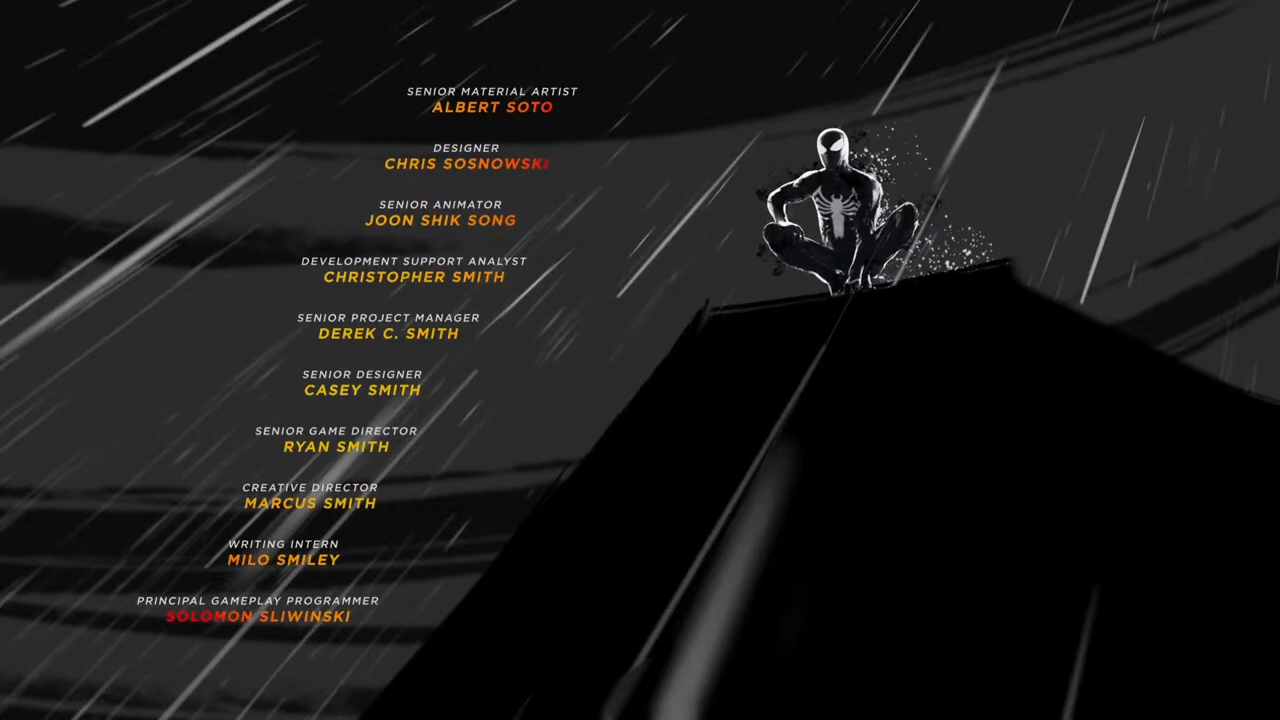 SENIOR MATERIAL ARTIST
ALBERT SOTO
DESIGNER
CHRIS SOSNOWSKI
SENIOR ANIMATOR
JOON SHIK SONG
DEVELOPMENT SUPPORT ANALYST
CHRISTOPHER SMITH
SENIOR PROJECT MANAGER
DEREK C. SMITH
SENIOR DESIGNER
CASEY SMITH
SENIOR GAME DIRECTOR
RYAN SMITH
CREATIVE DIRECTOR
MARCUS SMITH
WRITING INTERN
MILO SMILEY
PRINCIPAL GAMEPLAY PROGRAMMER
SOLOMON SLIWINSKI